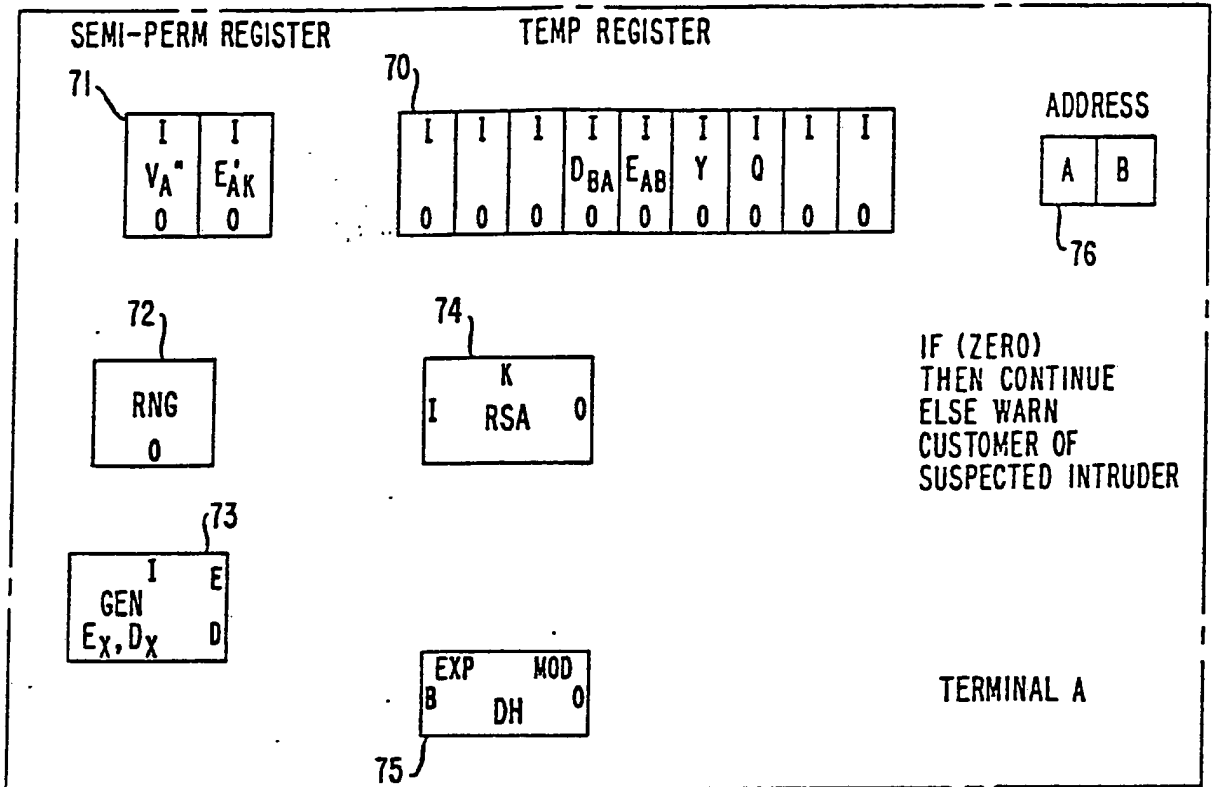 SEMI-PERM REGISTER
TEMP REGISTER
71
70
ADDRESS
I I
V_A" E'_AK
0 0
I I I I I I I I I
D_BA E_AB Y Q
0 0 0 0 0 0 0 0 0
A B
76
72
74
RNG
0
K
I RSA 0
IF (ZERO)
THEN CONTINUE
ELSE WARN
CUSTOMER OF
SUSPECTED INTRUDER
73
I E
GEN
E_X, D_X D
EXP MOD
B DH 0
75
TERMINAL A